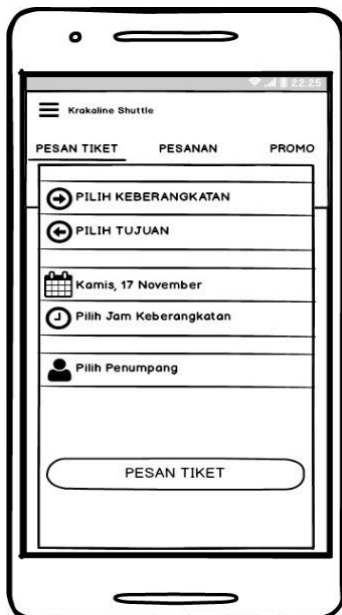 22:25
Krakaline Shuttle
PESAN TIKET PESANAN PROMO
PILIH KEBERANGKATAN
PILIH TUJUAN
Kamis, 17 November
Pilih Jam Keberangkatan
Pilih Penumpang
PESAN TIKET